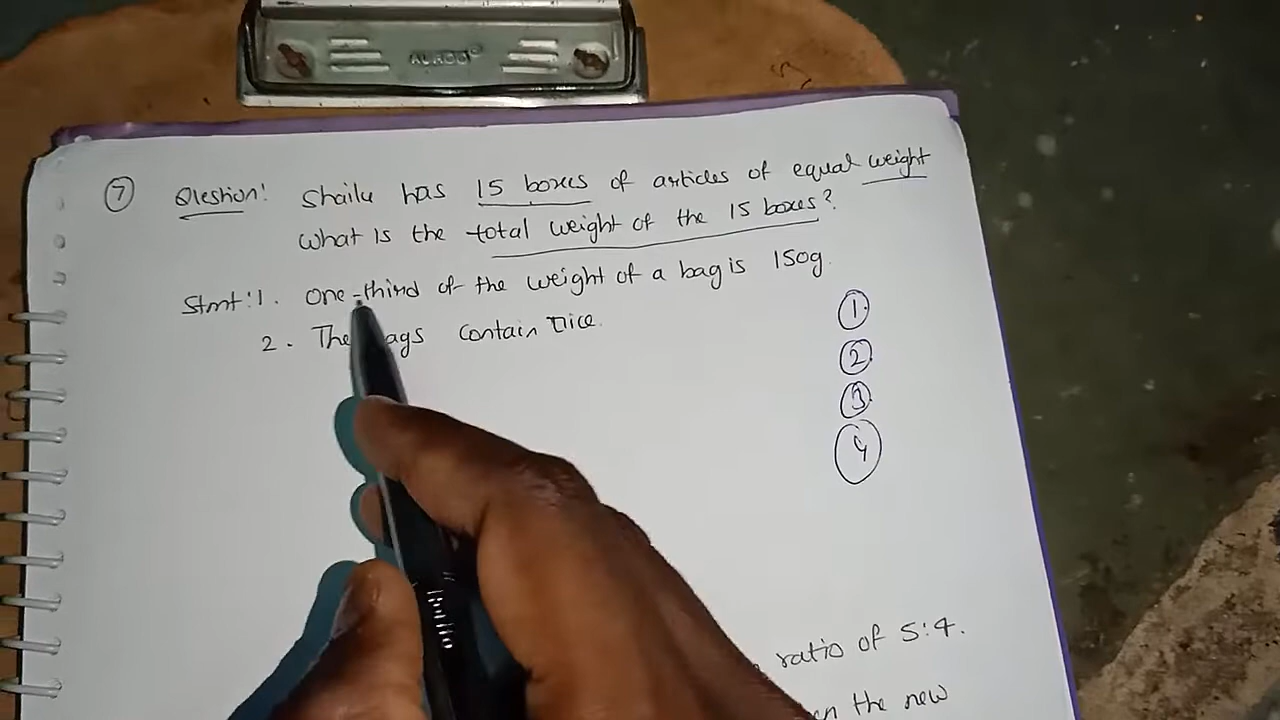 7 Question: Shailu has 15 boxes of articles of equal weight
What is the total weight of the 15 boxes?
Stmt: 1. One-third of the weight of a bag is 150g.
2. The ags contain rice.
1
2
3
4
ratio of 5:4.
the new